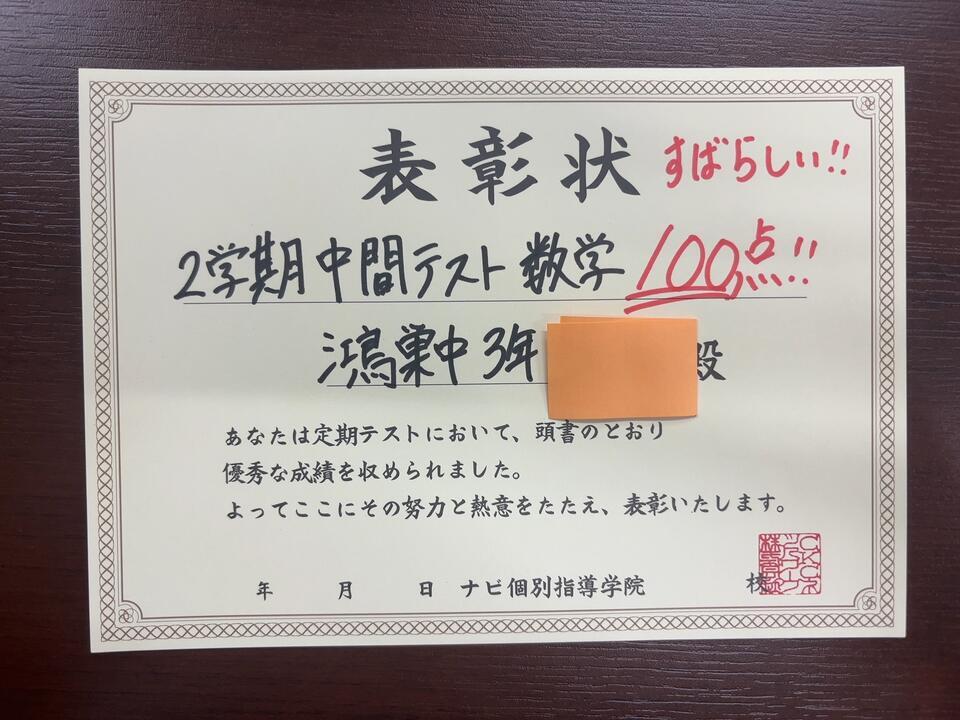 表彰状 すばらしい!!
2学期中間テスト 数学 100点!!
鴻巣中 3年 殿
あなたは定期テストにおいて、頭書のとおり
優秀な成績を収められました。
よってここにその努力と熱意をたたえ、表彰いたします。
年 月 日 ナビ個別指導学院 校